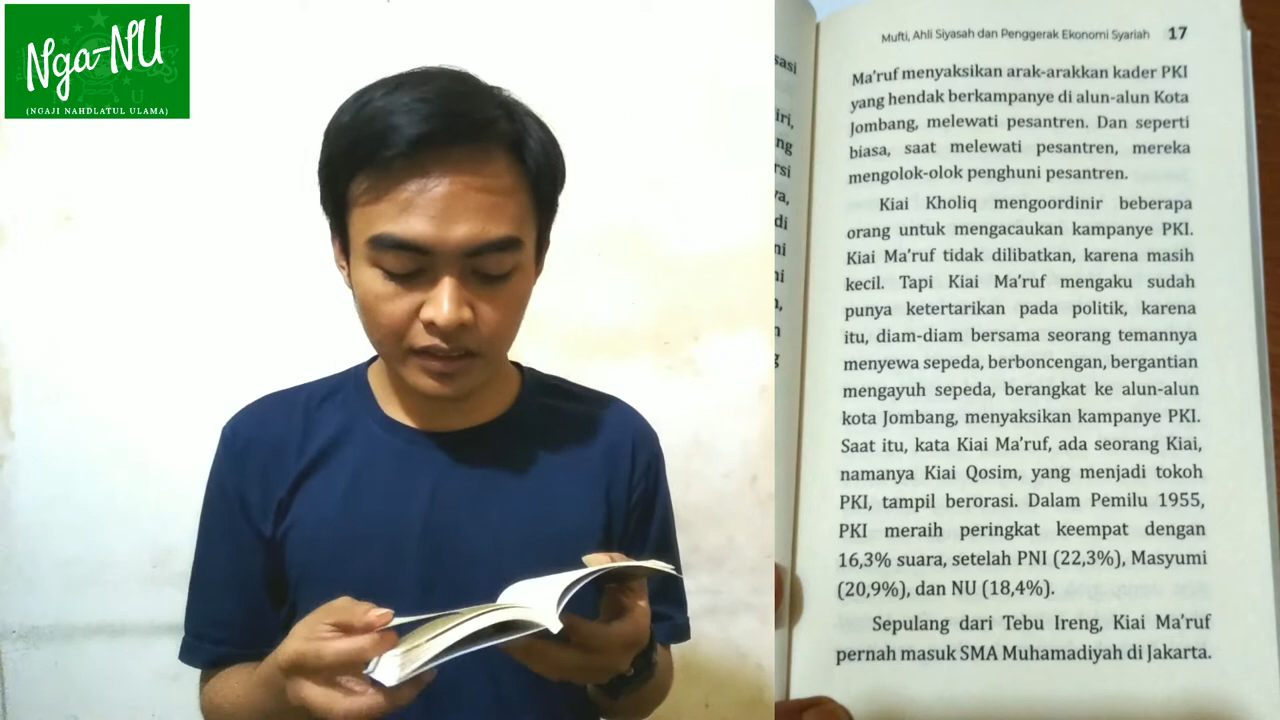 Nga-NU
(NGAJI NAHDLATUL ULAMA)
Mufti, Ahli Siyasah dan Penggerak Ekonomi Syariah 17
Ma'ruf menyaksikan arak-arakkan kader PKI
yang hendak berkampanye di alun-alun Kota
Jombang, melewati pesantren. Dan seperti
biasa, saat melewati pesantren, mereka
mengolok-olok penghuni pesantren.
Kiai Kholiq mengoordinir beberapa
orang untuk mengacaukan kampanye PKI.
Kiai Ma'ruf tidak dilibatkan, karena masih
kecil. Tapi Kiai Ma'ruf mengaku sudah
punya ketertarikan pada politik, karena
itu, diam-diam bersama seorang temannya
menyewa sepeda, berboncengan, bergantian
mengayuh sepeda, berangkat ke alun-alun
kota Jombang, menyaksikan kampanye PKI.
Saat itu, kata Kiai Ma'ruf, ada seorang Kiai,
namanya Kiai Qosim, yang menjadi tokoh
PKI, tampil berorasi. Dalam Pemilu 1955,
PKI meraih peringkat keempat dengan
16,3% suara, setelah PNI (22,3%), Masyumi
(20,9%), dan NU (18,4%).
Sepulang dari Tebu Ireng, Kiai Ma'ruf
pernah masuk SMA Muhamadiyah di Jakarta.